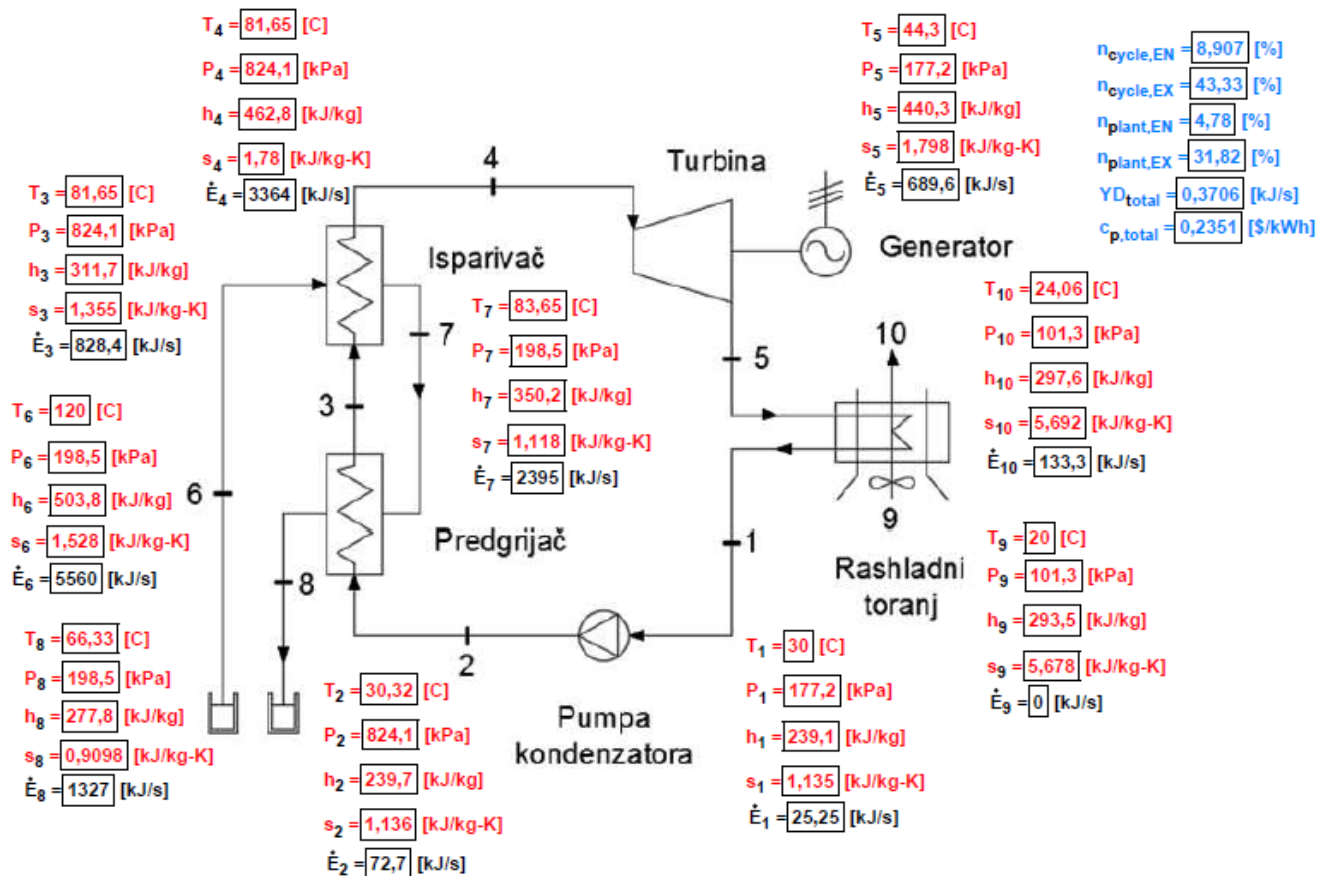 T4 = 81,65 [C]
P4 = 824,1 [kPa]
h4 = 462,8 [kJ/kg]
s4 = 1,78 [kJ/kg-K]
Ė4 = 3364 [kJ/s]
4
Turbina
T5 = 44,3 [C]
P5 = 177,2 [kPa]
h5 = 440,3 [kJ/kg]
s5 = 1,798 [kJ/kg-K]
Ė5 = 689,6 [kJ/s]
Generator
ncycle,EN = 8,907 [%]
ncycle,EX = 43,33 [%]
nplant,EN = 4,78 [%]
nplant,EX = 31,82 [%]
YDtotal = 0,3706 [kJ/s]
cp,total = 0,2351 [$/kWh]
T3 = 81,65 [C]
P3 = 824,1 [kPa]
h3 = 311,7 [kJ/kg]
s3 = 1,355 [kJ/kg-K]
Ė3 = 828,4 [kJ/s]
Isparivač
7
T7 = 83,65 [C]
P7 = 198,5 [kPa]
h7 = 350,2 [kJ/kg]
s7 = 1,118 [kJ/kg-K]
Ė7 = 2395 [kJ/s]
3
5
10
T10 = 24,06 [C]
P10 = 101,3 [kPa]
h10 = 297,6 [kJ/kg]
s10 = 5,692 [kJ/kg-K]
Ė10 = 133,3 [kJ/s]
T6 = 120 [C]
P6 = 198,5 [kPa]
h6 = 503,8 [kJ/kg]
s6 = 1,528 [kJ/kg-K]
Ė6 = 5560 [kJ/s]
6
Predgrijač
8
1
9
Rashladni
toranj
T9 = 20 [C]
P9 = 101,3 [kPa]
h9 = 293,5 [kJ/kg]
s9 = 5,678 [kJ/kg-K]
Ė9 = 0 [kJ/s]
T8 = 66,33 [C]
P8 = 198,5 [kPa]
h8 = 277,8 [kJ/kg]
s8 = 0,9098 [kJ/kg-K]
Ė8 = 1327 [kJ/s]
2
T2 = 30,32 [C]
P2 = 824,1 [kPa]
h2 = 239,7 [kJ/kg]
s2 = 1,136 [kJ/kg-K]
Ė2 = 72,7 [kJ/s]
Pumpa
kondenzatora
T1 = 30 [C]
P1 = 177,2 [kPa]
h1 = 239,1 [kJ/kg]
s1 = 1,135 [kJ/kg-K]
Ė1 = 25,25 [kJ/s]